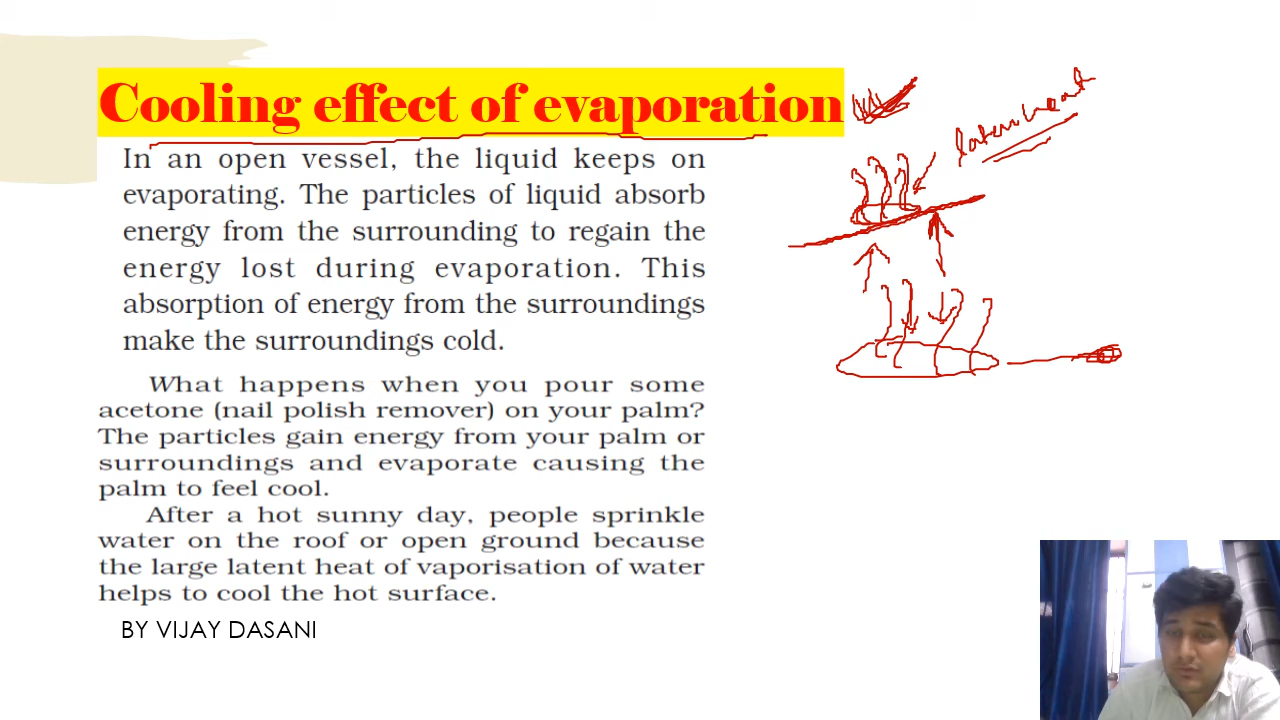 Cooling effect of evaporation
In an open vessel, the liquid keeps on
evaporating. The particles of liquid absorb
energy from the surrounding to regain the
energy lost during evaporation. This
absorption of energy from the surroundings
make the surroundings cold.
What happens when you pour some
acetone (nail polish remover) on your palm?
The particles gain energy from your palm or
surroundings and evaporate causing the
palm to feel cool.
After a hot sunny day, people sprinkle
water on the roof or open ground because
the large latent heat of vaporisation of water
helps to cool the hot surface.
BY VIJAY DASANI
heat